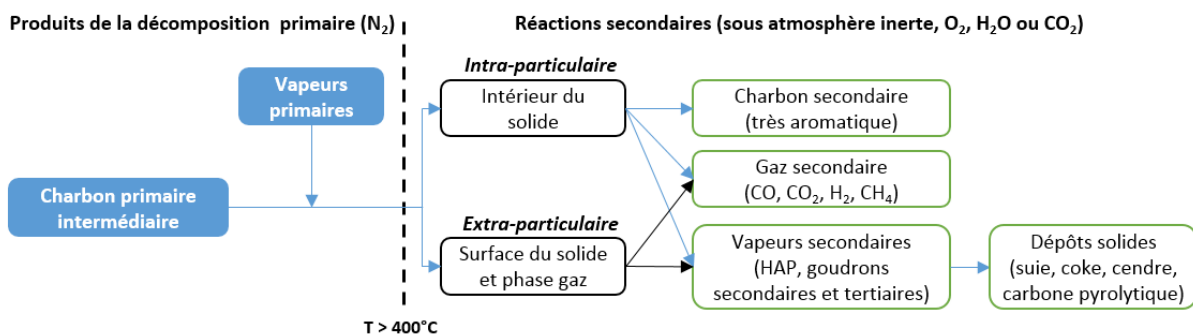 Produits de la décomposition primaire (N₂)
Réactions secondaires (sous atmosphère inerte, O₂, H₂O ou CO₂)
Vapeurs
primaires
Charbon primaire
intermédiaire
Intra-particulaire
Intérieur du
solide
Extra-particulaire
Surface du solide
et phase gaz
Charbon secondaire
(très aromatique)
Gaz secondaire
(CO, CO₂, H₂, CH₄)
Vapeurs secondaires
(HAP, goudrons
secondaires et tertiaires)
Dépôts solides
(suie, coke, cendre,
carbone pyrolytique)
T > 400°C